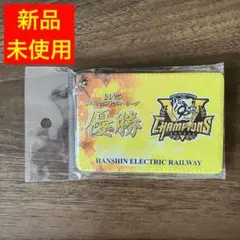 新品
未使用
優勝
CHAMPIONS
HANSHIN ELECTRIC RAILWAY